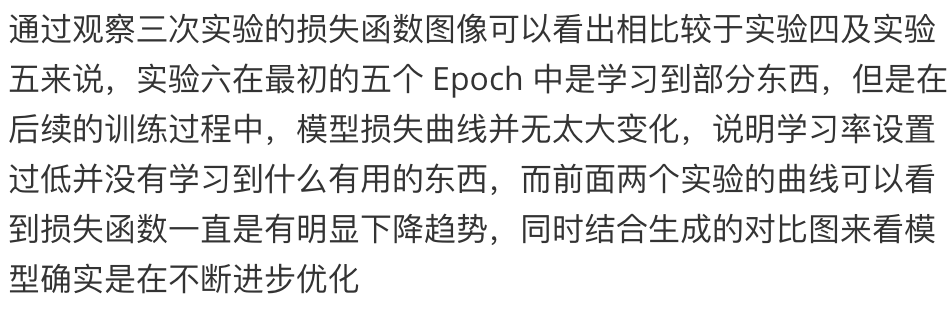 通过观察三次实验的损失函数图像可以看出相比较于实验四及实验
五来说，实验六在最初的五个 Epoch 中是学习到部分东西，但是在
后续的训练过程中，模型损失曲线并无太大变化，说明学习率设置
过低并没有学习到什么有用的东西，而前面两个实验的曲线可以看
到损失函数一直是有明显下降趋势，同时结合生成的对比图来看模
型确实是在不断进步优化